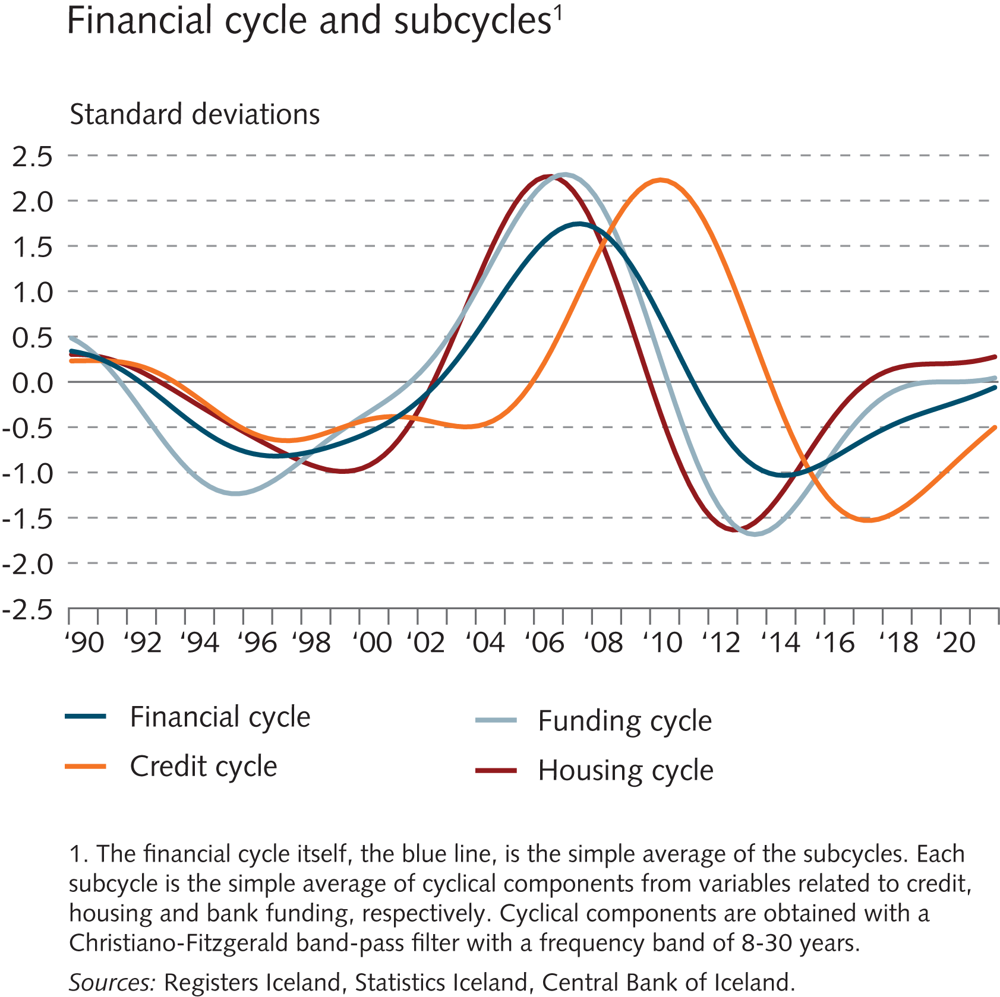 Financial cycle and subcycles¹
Standard deviations
2.5
2.0
1.5
1.0
0.5
0.0
-0.5
-1.0
-1.5
-2.0
-2.5
‘90 ‘92 ‘94 ‘96 ‘98 ‘00 ‘02 ‘04 ‘06 ‘08 ‘10 ‘12 ‘14 ‘16 ‘18 ‘20
Financial cycle
Funding cycle
Credit cycle
Housing cycle
1. The financial cycle itself, the blue line, is the simple average of the subcycles. Each
subcycle is the simple average of cyclical components from variables related to credit,
housing and bank funding, respectively. Cyclical components are obtained with a
Christiano-Fitzgerald band-pass filter with a frequency band of 8-30 years.
Sources: Registers Iceland, Statistics Iceland, Central Bank of Iceland.